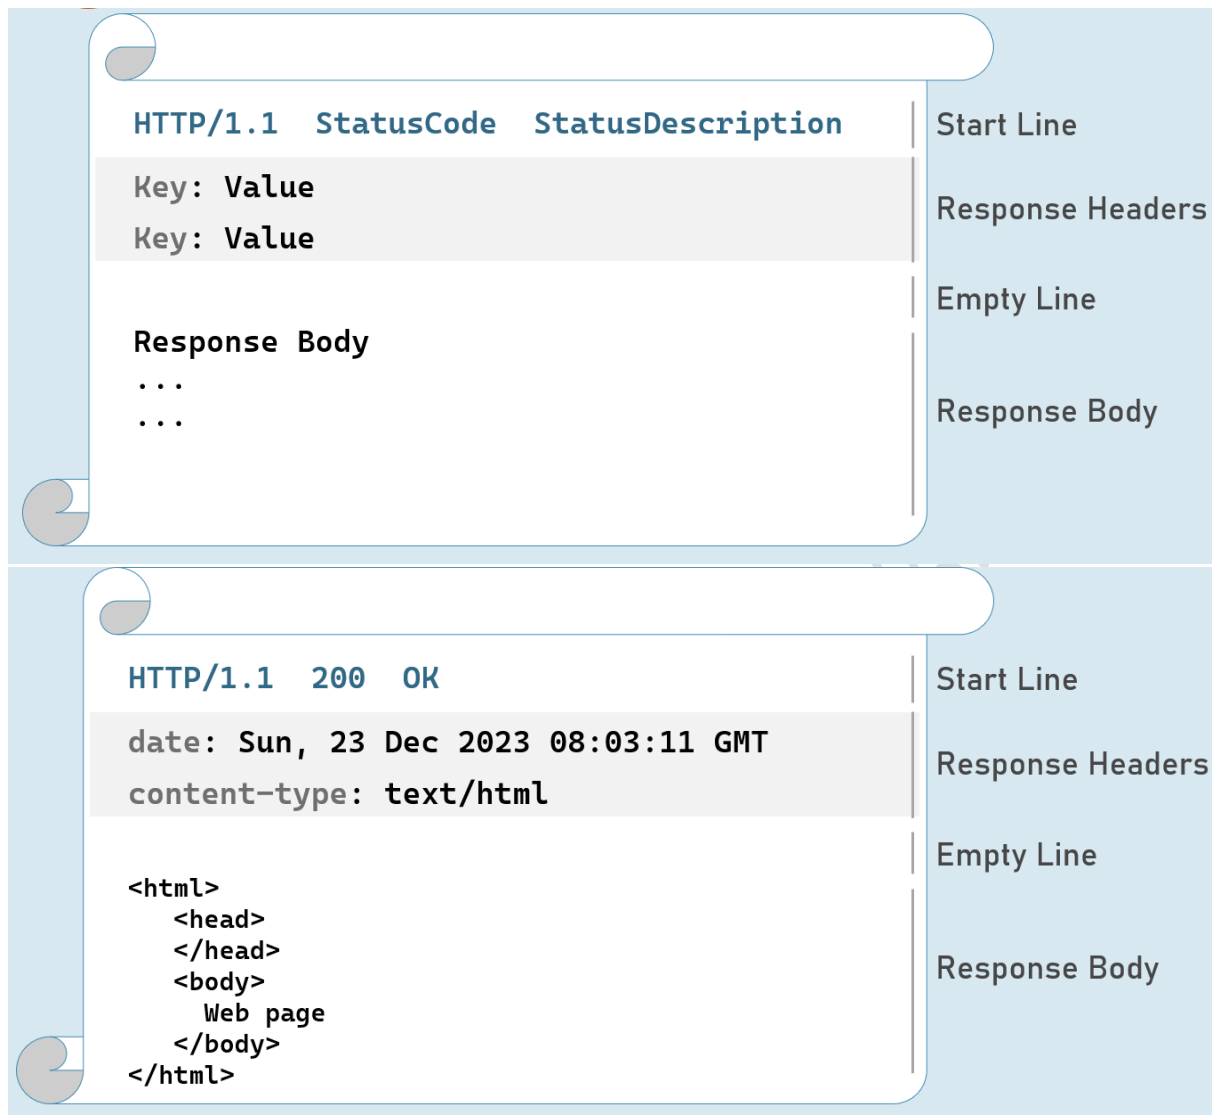 HTTP/1.1 StatusCode StatusDescription
Start Line
Key: Value
Key: Value
Response Headers
Empty Line
Response Body
...
...
Response Body
HTTP/1.1 200 OK
Start Line
date: Sun, 23 Dec 2023 08:03:11 GMT
content-type: text/html
Response Headers
Empty Line
<html>
<head>
</head>
<body>
Web page
</body>
</html>
Response Body